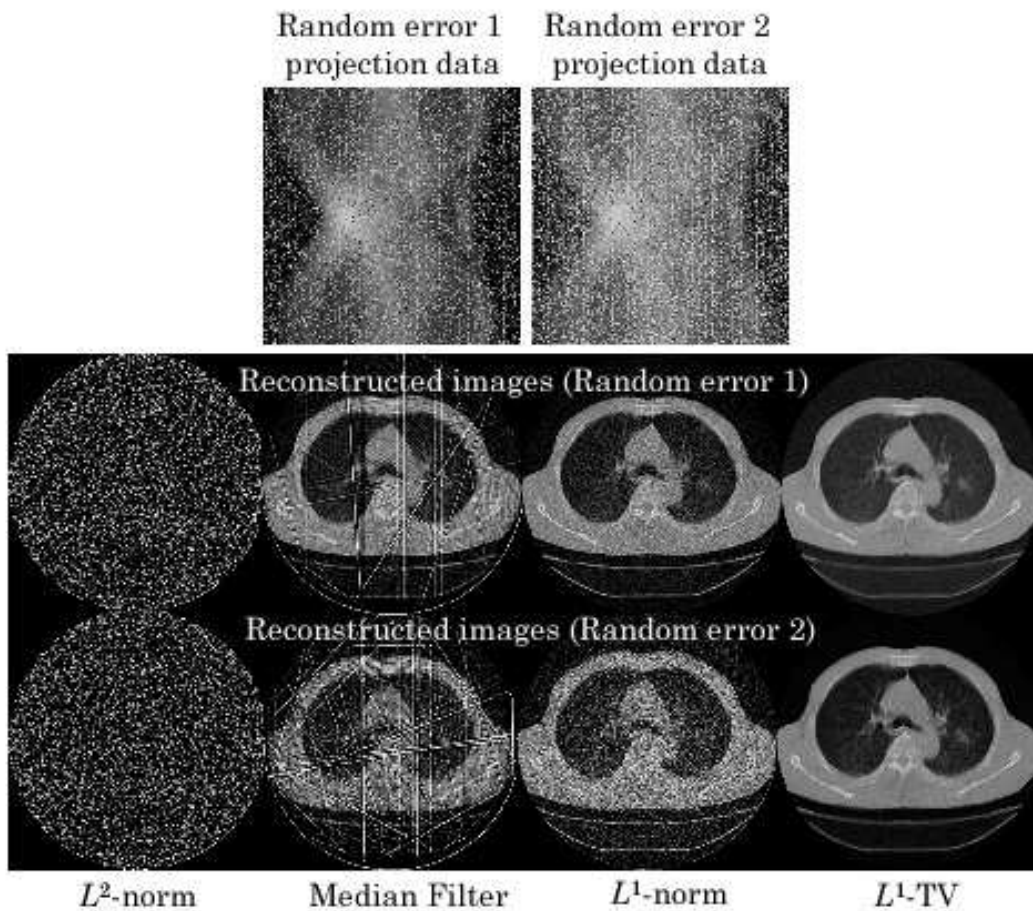 Random error 1
projection data
Random error 2
projection data
Reconstructed images (Random error 1)
Reconstructed images (Random error 2)
L²-norm
Median Filter
L¹-norm
L¹-TV